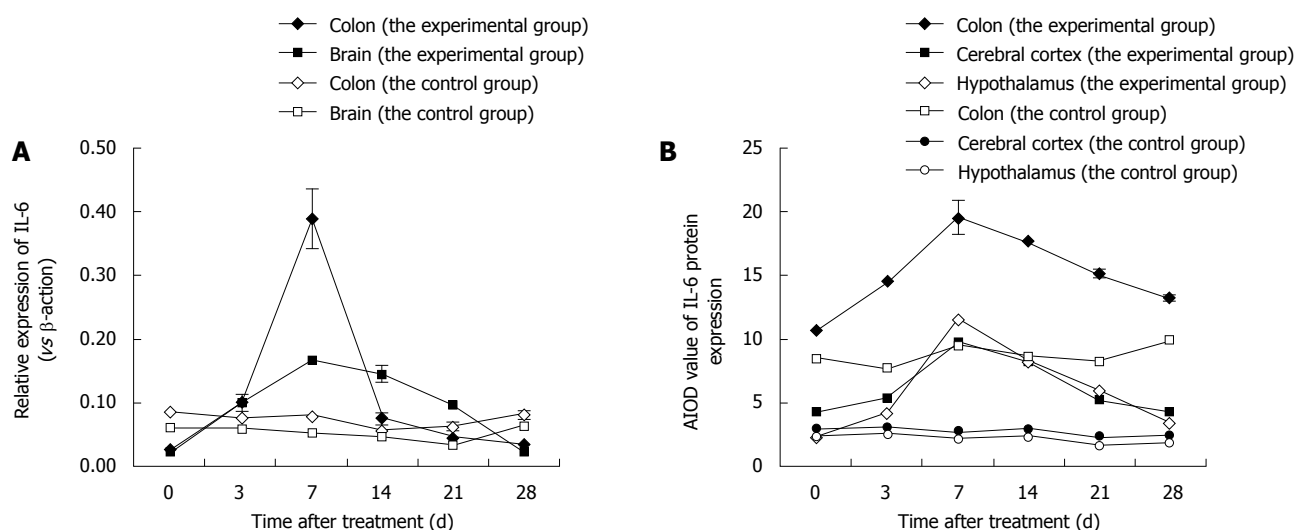 Colon (the experimental group)
Brain (the experimental group)
Colon (the control group)
Brain (the control group)
A
0.50
0.40
0.30
0.20
0.10
0.00
Relative expression of IL-6
(vs β-action)
0 3 7 14 21 28
Time after treatment (d)
Colon (the experimental group)
Cerebral cortex (the experimental group)
Hypothalamus (the experimental group)
Colon (the control group)
Cerebral cortex (the control group)
Hypothalamus (the control group)
B
25
20
15
10
5
0
AIOD value of IL-6 protein
expression
0 3 7 14 21 28
Time after treatment (d)